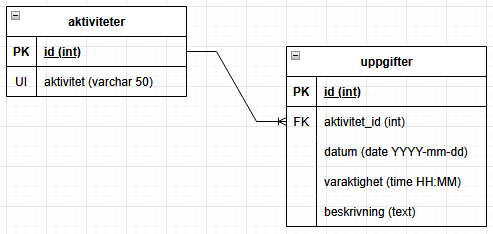 aktiviteter
PK id (int)
UI aktivitet (varchar 50)
uppgifter
PK id (int)
FK aktivitet_id (int)
datum (date YYYY-mm-dd)
varaktighet (time HH:MM)
beskrivning (text)